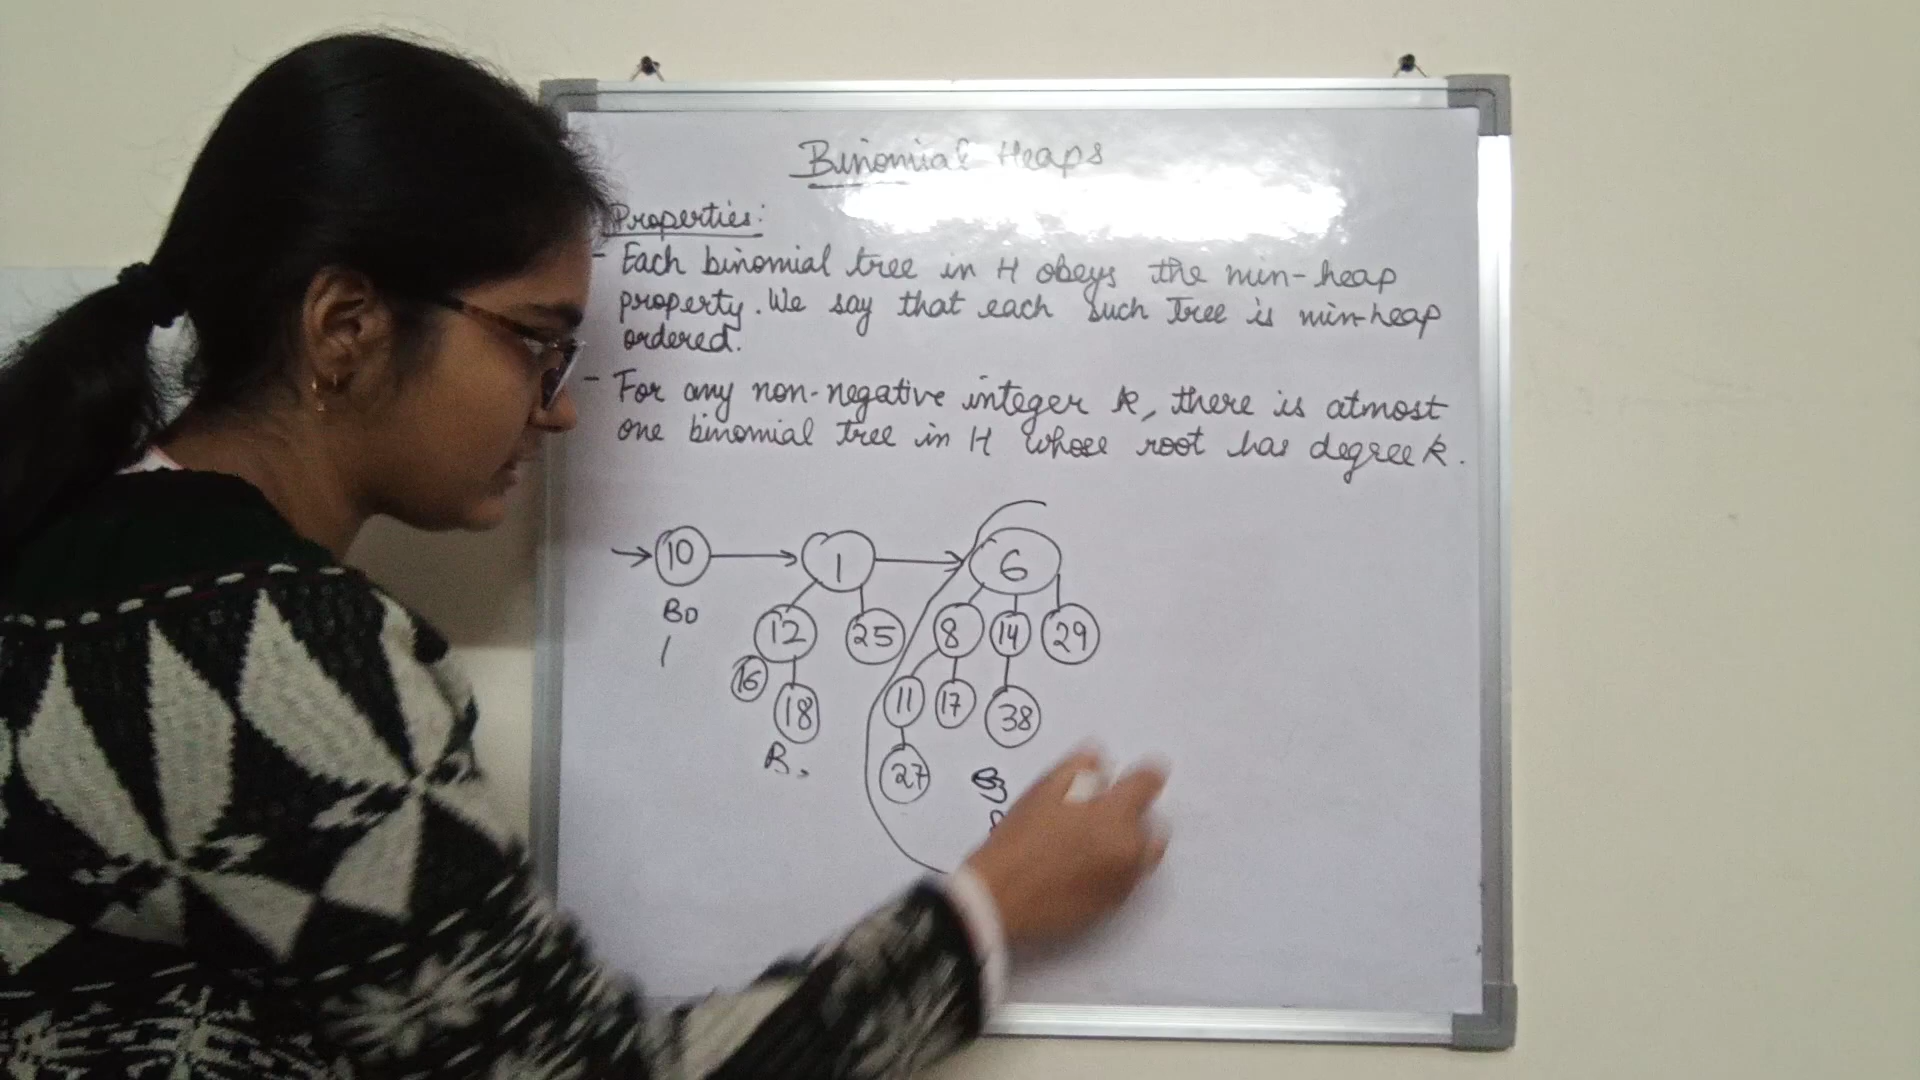 Binomial Heaps
Properties:
- Each binomial tree in H obeys the min-heap
property. We say that each such tree is min-heap
ordered.
- For any non-negative integer k, there is atmost
one binomial tree in H whose root has degree k.
10 1 6
B0
12 25 8 14 29
1
16 18 11 17 38
27